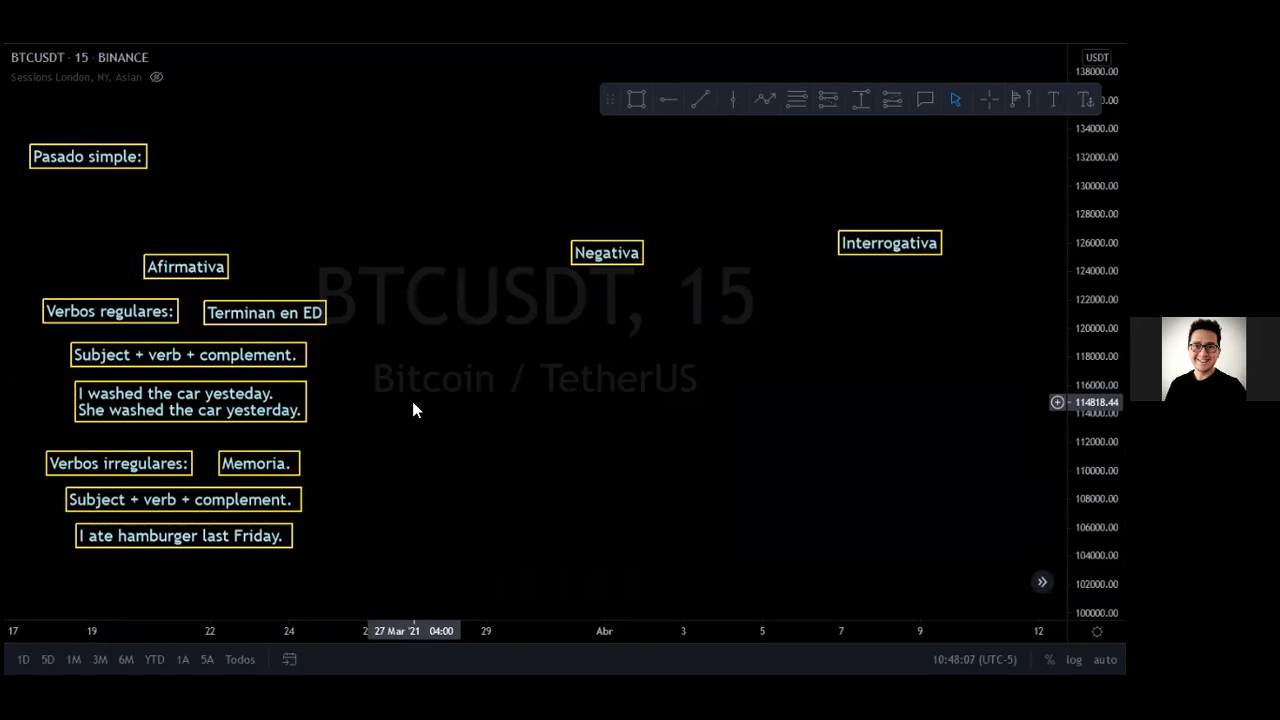 BTCUSDT · 15 · BINANCE
Sessions London, NY, Asian
USDT
138000.00
0.00
134000.00
132000.00
130000.00
128000.00
126000.00
124000.00
122000.00
120000.00
118000.00
116000.00
114818.44
114000.00
112000.00
110000.00
108000.00
106000.00
104000.00
102000.00
100000.00
Pasado simple:
Afirmativa
Negativa
Interrogativa
Verbos regulares:
Terminan en ED
Subject + verb + complement.
I washed the car yesteday.
She washed the car yesterday.
Verbos irregulares:
Memoria.
Subject + verb + complement.
I ate hamburger last Friday.
BTCUSDT, 15
Bitcoin / TetherUS
17 19 22 24 2 27 Mar '21 04:00 29 Abr 3 5 7 9 12
1D 5D 1M 3M 6M YTD 1A 5A Todos
10:48:07 (UTC-5) % log auto